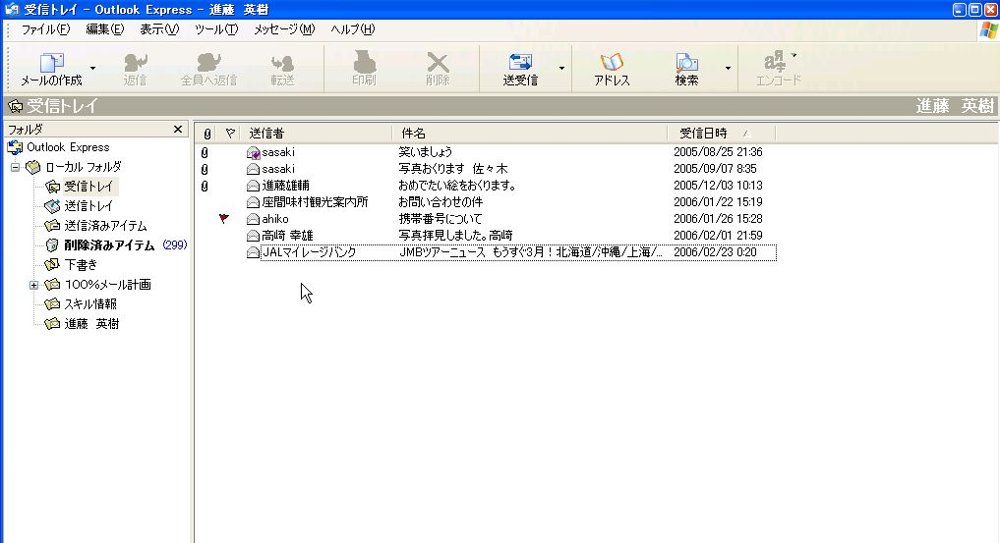 受信トレイ - Outlook Express - 進藤 英樹
ファイル(F) 編集(E) 表示(V) ツール(T) メッセージ(M) ヘルプ(H)
メールの作成 返信 全員へ返信 転送 印刷 削除 送受信 アドレス 検索 エンコード
受信トレイ 進藤 英樹
フォルダ
Outlook Express
ローカル フォルダ
受信トレイ
送信トレイ
送信済みアイテム
削除済みアイテム (299)
下書き
100%メール計画
スキル情報
進藤 英樹
送信者 件名 受信日時
sasaki 笑いましょう 2005/08/25 21:36
sasaki 写真おくります 佐々木 2005/09/07 8:35
進藤雄輔 おめでたい絵をおくります。 2005/12/03 10:13
座間味村観光案内所 お問い合わせの件 2006/01/22 15:19
ahiko 携帯番号について 2006/01/26 15:28
高崎 幸雄 写真拝見しました。高崎 2006/02/01 21:59
JALマイレージバンク JMBツアーニュース もうすぐ3月！北海道/沖縄/上海/... 2006/02/23 0:20